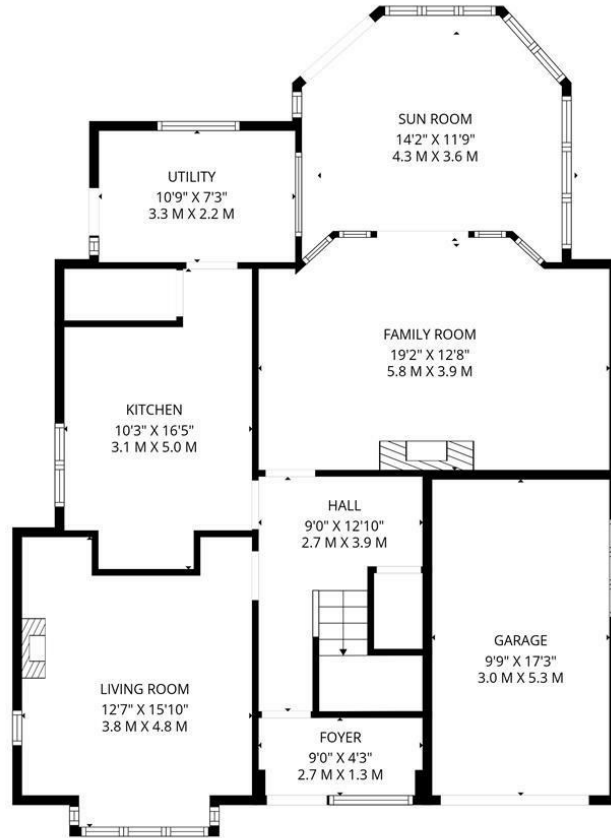 SUN ROOM
14'2" X 11'9"
4.3 M X 3.6 M
UTILITY
10'9" X 7'3"
3.3 M X 2.2 M
FAMILY ROOM
19'2" X 12'8"
5.8 M X 3.9 M
KITCHEN
10'3" X 16'5"
3.1 M X 5.0 M
HALL
9'0" X 12'10"
2.7 M X 3.9 M
GARAGE
9'9" X 17'3"
3.0 M X 5.3 M
LIVING ROOM
12'7" X 15'10"
3.8 M X 4.8 M
FOYER
9'0" X 4'3"
2.7 M X 1.3 M